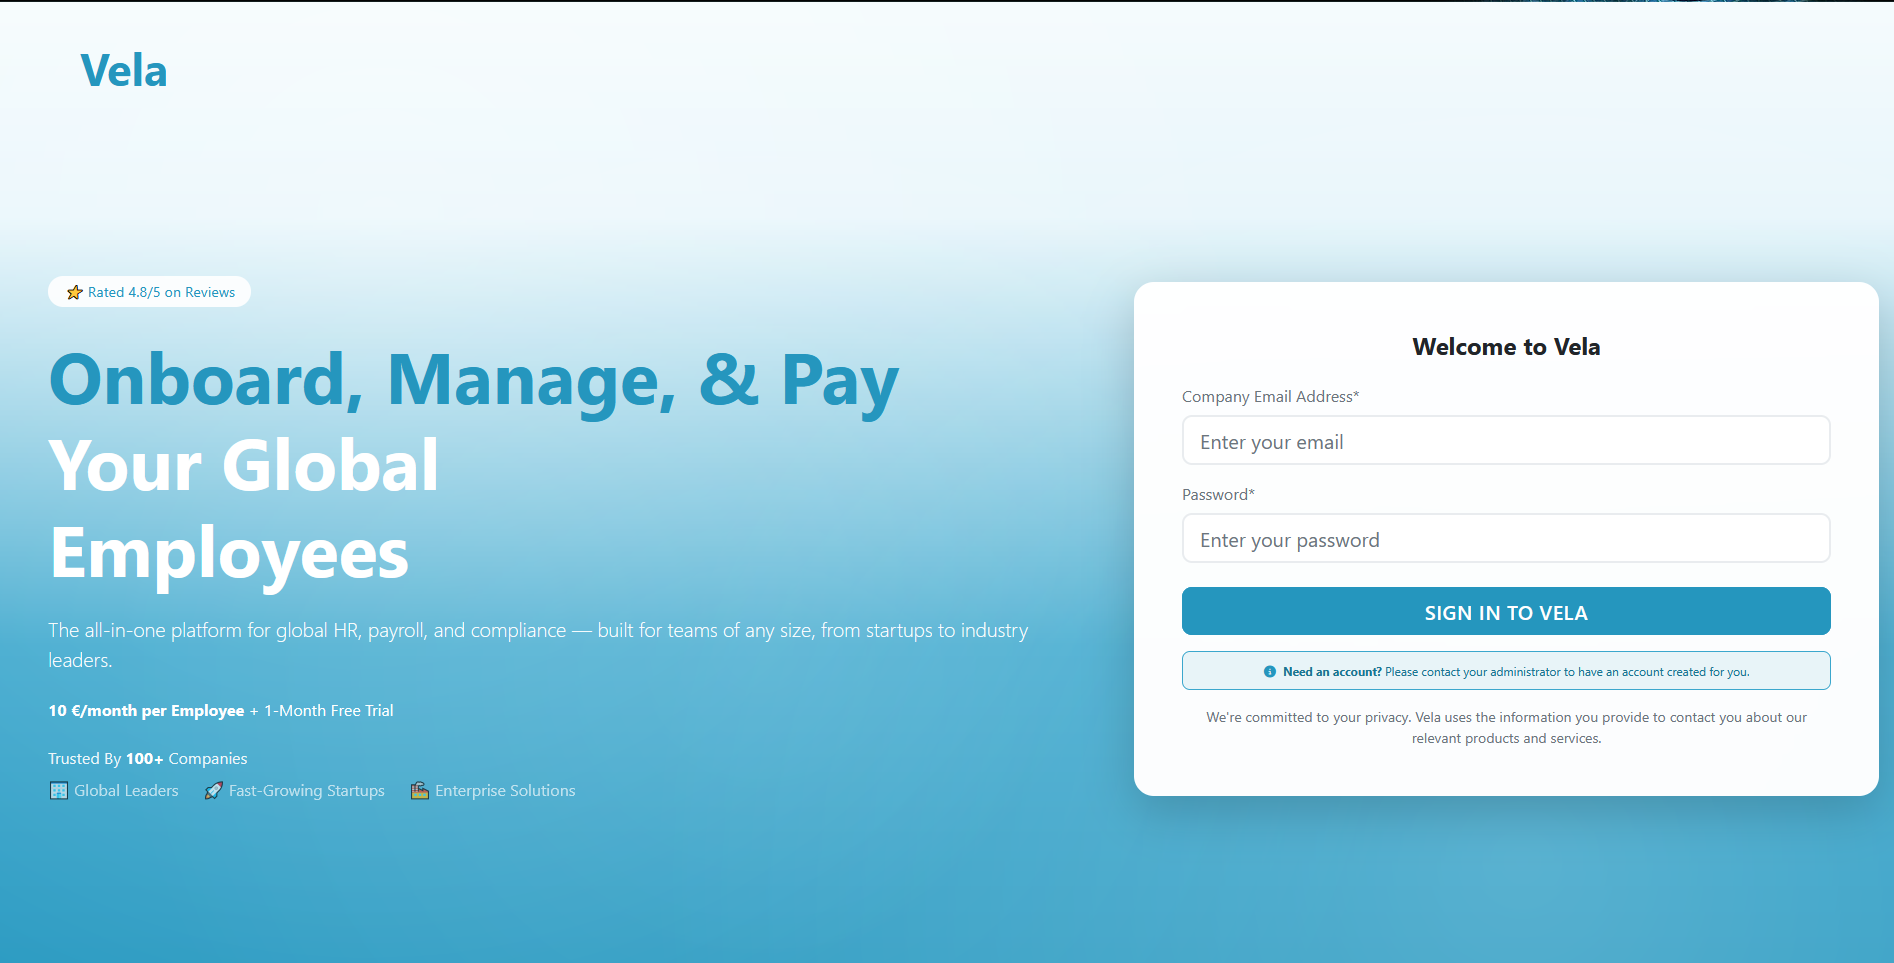 Vela
Rated 4.8/5 on Reviews
Onboard, Manage, & Pay
Your Global
Employees
The all-in-one platform for global HR, payroll, and compliance — built for teams of any size, from startups to industry
leaders.
10 €/month per Employee + 1-Month Free Trial
Trusted By 100+ Companies
Global Leaders Fast-Growing Startups Enterprise Solutions
Welcome to Vela
Company Email Address*
Enter your email
Password*
Enter your password
SIGN IN TO VELA
Need an account? Please contact your administrator to have an account created for you.
We're committed to your privacy. Vela uses the information you provide to contact you about our
relevant products and services.